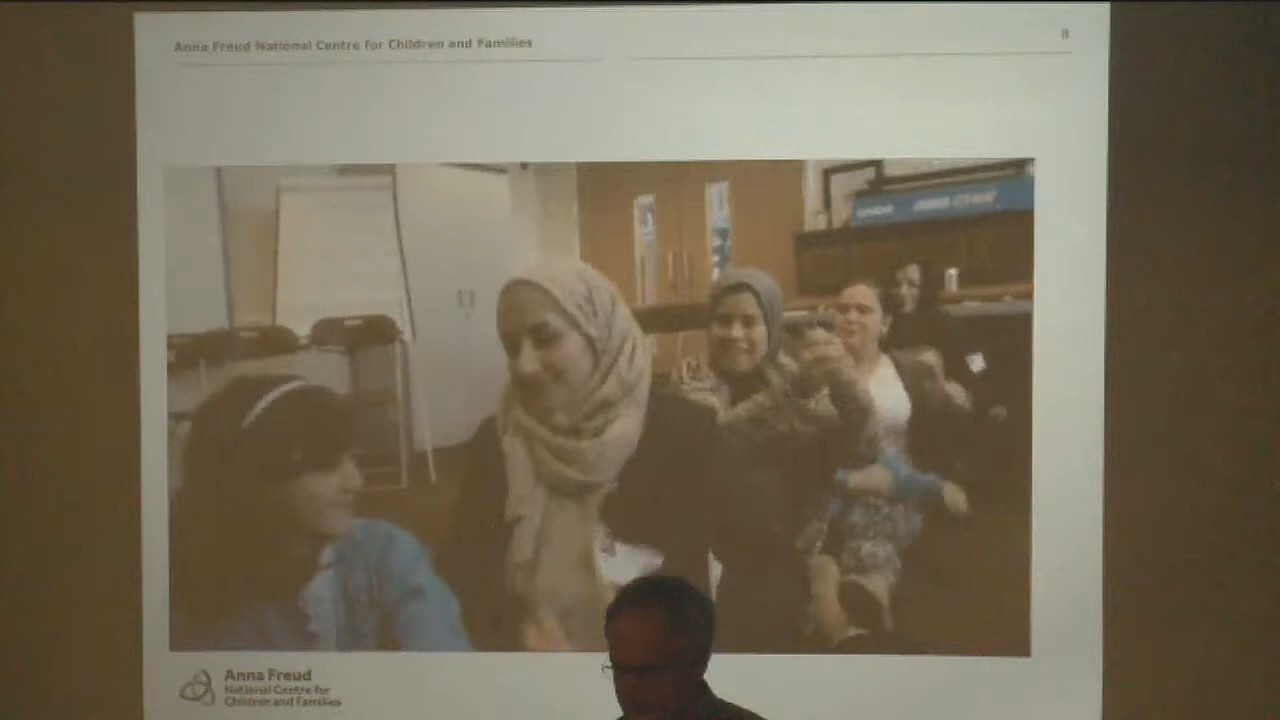 Anna Freud National Centre for Children and Families
8
Anna Freud
National Centre for
Children and Families